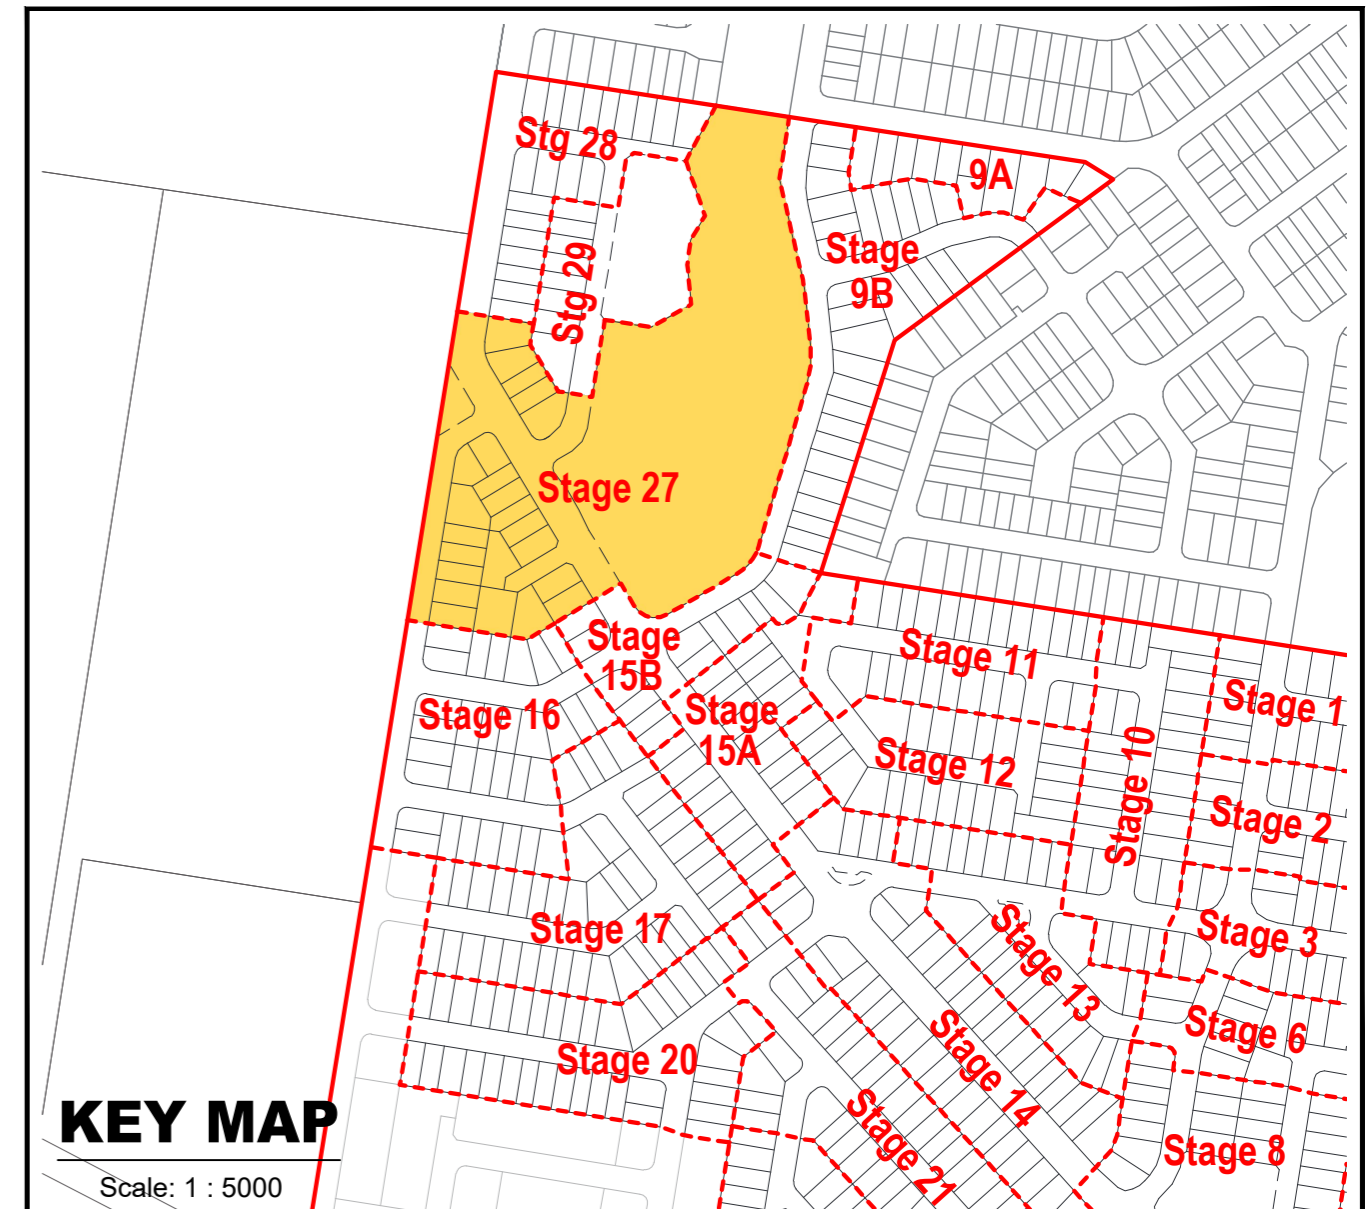 Stg 28
9A
Stage
9B
Stg 29
Stage 27
Stage
15B
Stage 11
Stage 1
Stage 16
Stage
15A
Stage 12
Stage 10
Stage 2
Stage 17
Stage 13
Stage 3
Stage 20
Stage 14
Stage 6
Stage 21
Stage 8
KEY MAP
Scale: 1 : 5000